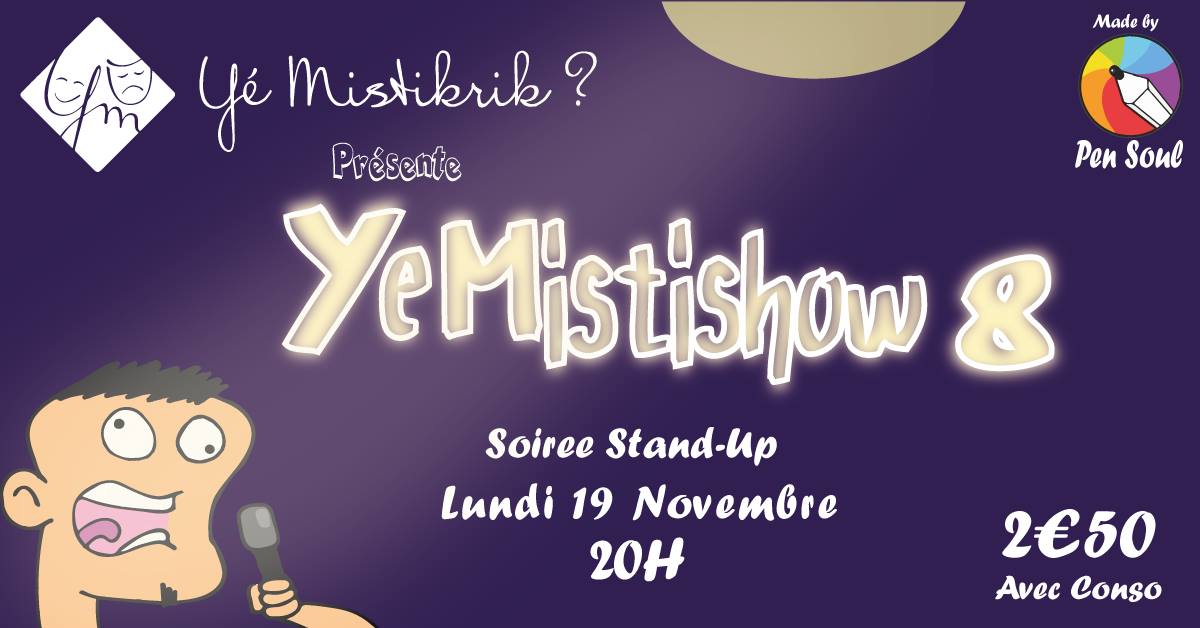 Yé Mistikrik ?
Ym
Présente
YeMistishow 8
Made by
Pen Soul
Soiree Stand-Up
Lundi 19 Novembre
20H
2€50
Avec Conso